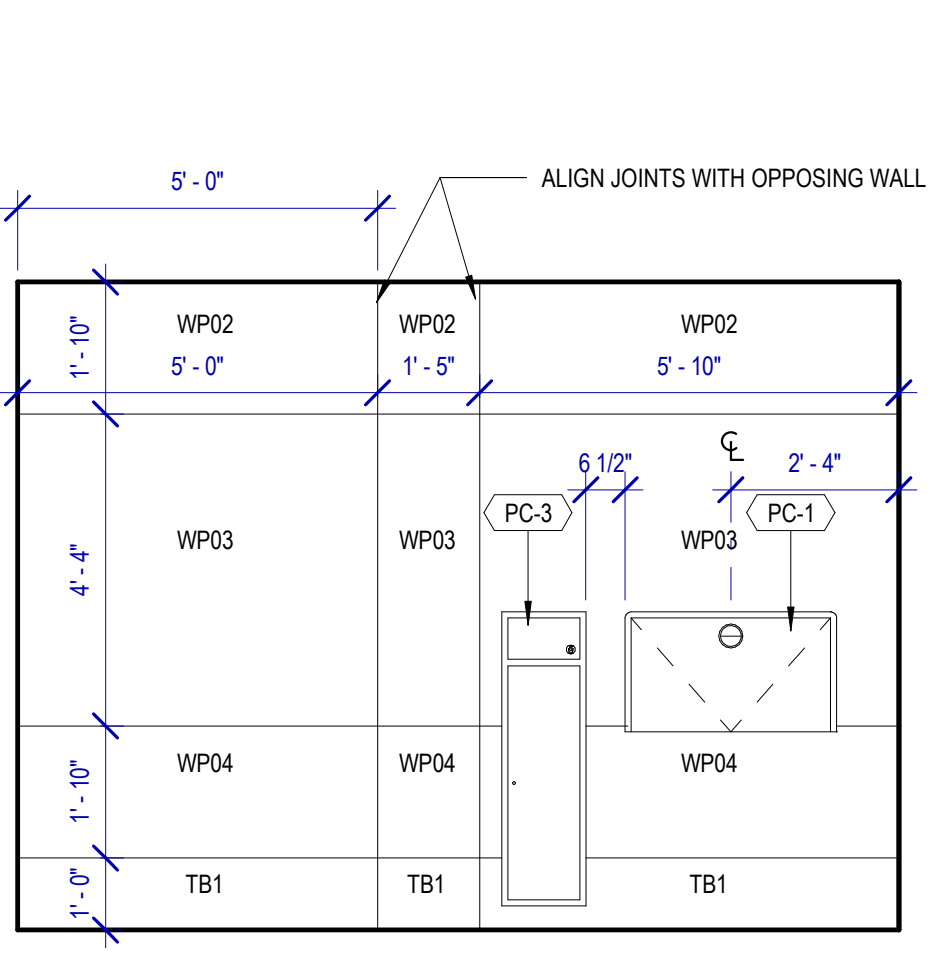 5' - 0"
ALIGN JOINTS WITH OPPOSING WALL
1' - 10"
WP02
WP02
WP02
5' - 0"
1' - 5"
5' - 10"
℄
6 1/2"
2' - 4"
PC-3
PC-1
4' - 4"
WP03
WP03
WP03
1' - 10"
WP04
WP04
WP04
1' - 0"
TB1
TB1
TB1